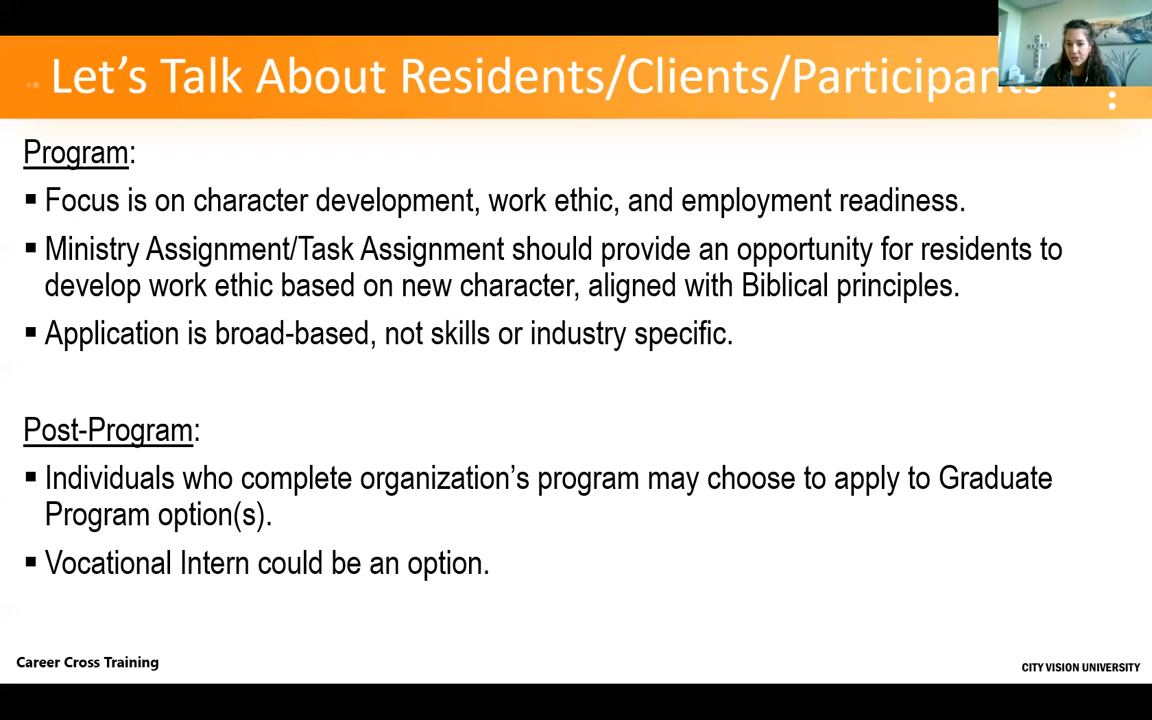 Let's Talk About Residents/Clients/Participants
Program:
▪ Focus is on character development, work ethic, and employment readiness.
▪ Ministry Assignment/Task Assignment should provide an opportunity for residents to
develop work ethic based on new character, aligned with Biblical principles.
▪ Application is broad-based, not skills or industry specific.
Post-Program:
▪ Individuals who complete organization's program may choose to apply to Graduate
Program option(s).
▪ Vocational Intern could be an option.
Career Cross Training
CITY VISION UNIVERSITY